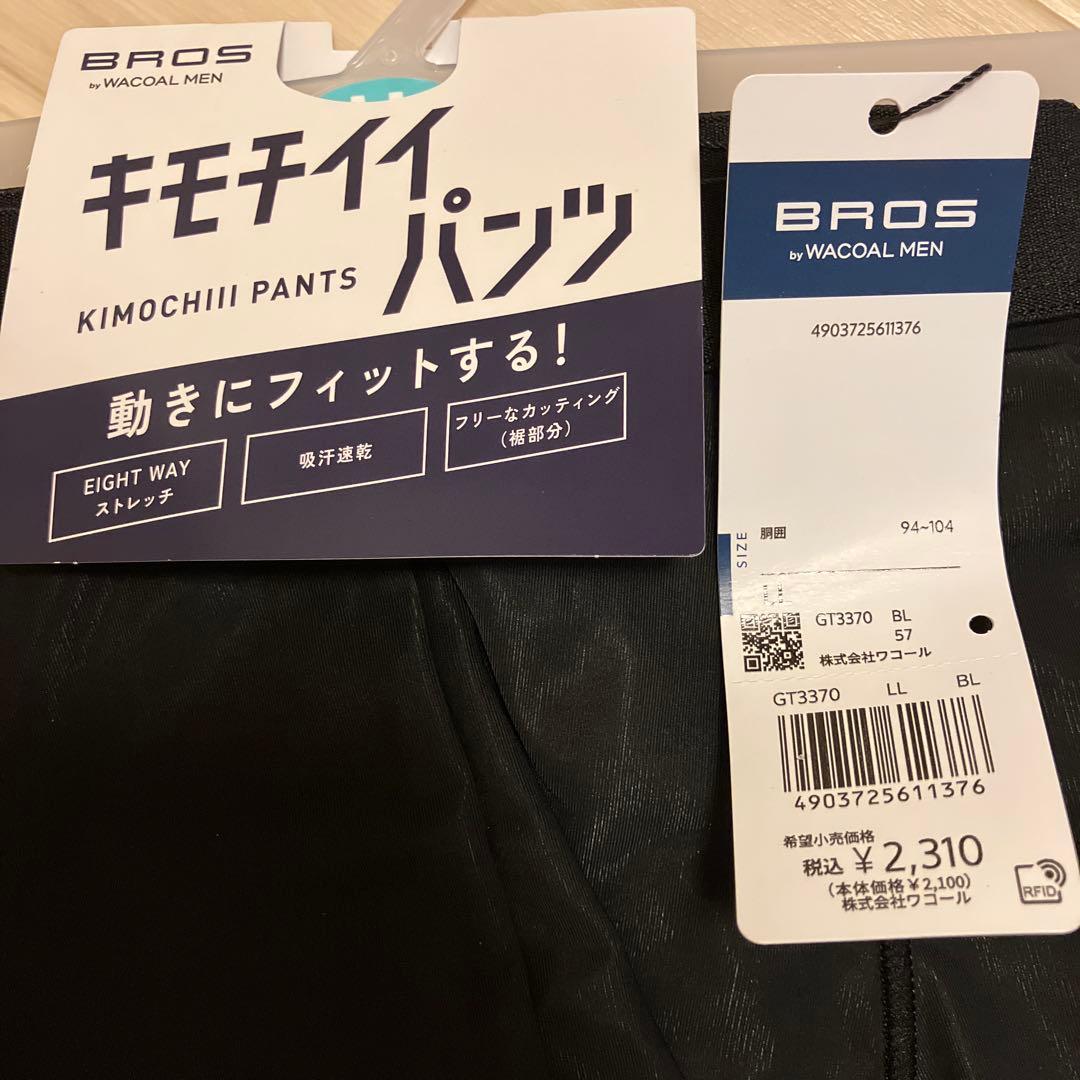 BROS
by WACOAL MEN
キモチイイ
パンツ
KIMOCHIII PANTS
動きにフィットする!
EIGHT WAY
ストレッチ
吸汗速乾
フリーなカッティング
(裾部分)
BROS
by WACOAL MEN
4903725611376
SIZE
胴囲 94~104
GT3370 BL
57
株式会社ワコール
GT3370 LL BL
4903725611376
希望小売価格
税込 ¥2,310
(本体価格¥2,100)
株式会社ワコール
RFID